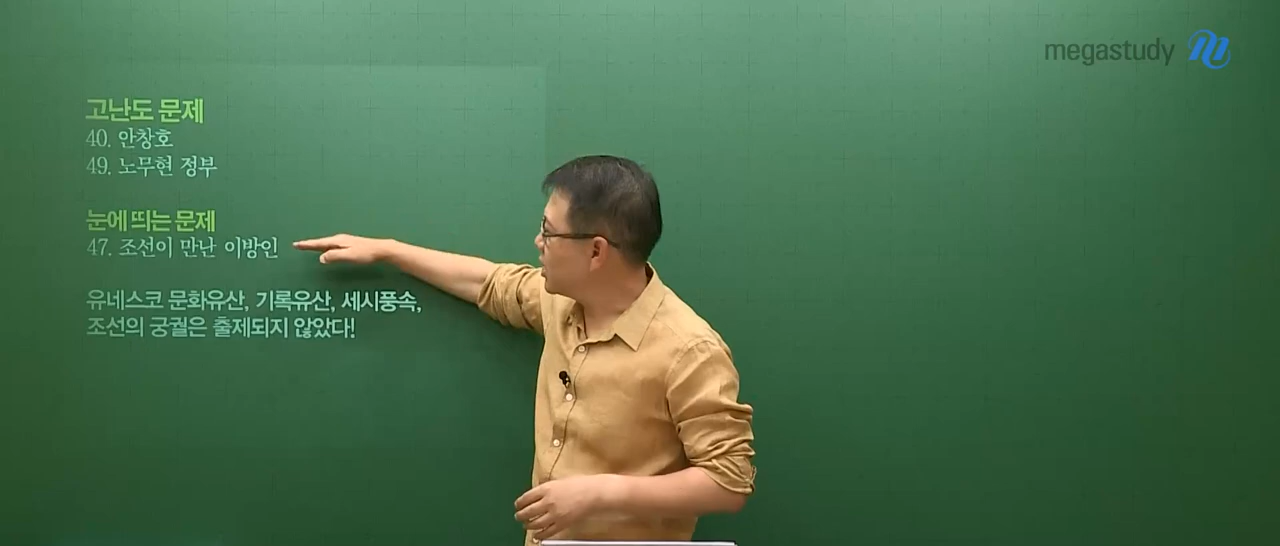 megastudy
고난도 문제
40. 안창호
49. 노무현 정부
눈에 띄는 문제
47. 조선이 만난 이방인
유네스코 문화유산, 기록유산, 세시풍속,
조선의 궁궐은 출제되지 않았다!